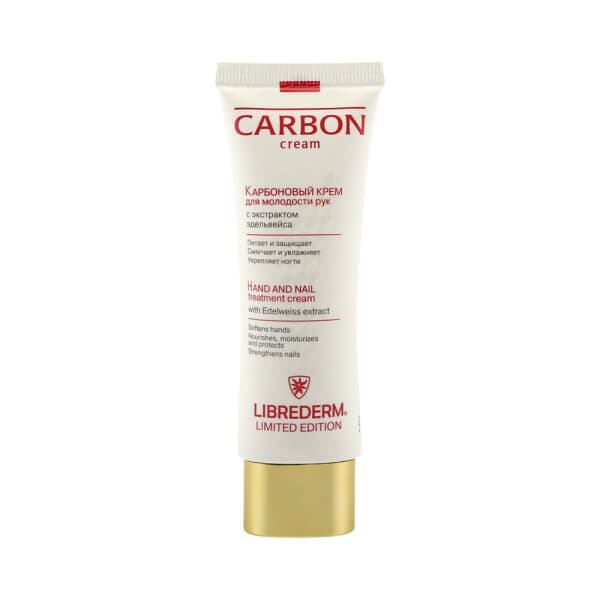 CARBON
cream
КАРБОНОВЫЙ КРЕМ
для молодости рук
с экстрактом
эдельвейса
Питает и защищает
Смягчает и увлажняет
Укрепляет ногти
HAND AND NAIL
treatment cream
with Edelweiss extract
Softens hands
Nourishes, moisturizes
and protects
Strengthens nails
LIBREDERM®
LIMITED EDITION